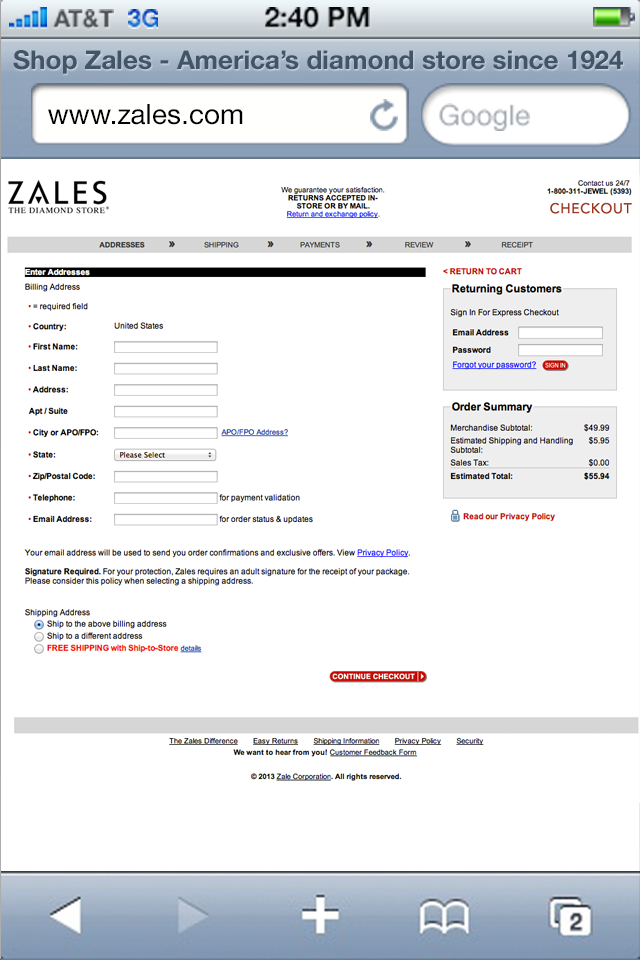 AT&T 3G 2:40 PM
Shop Zales - America's diamond store since 1924
www.zales.com Google
ZALES
THE DIAMOND STORE®
We guarantee your satisfaction.
RETURNS ACCEPTED IN-
STORE OR BY MAIL.
Return and exchange policy.
Contact us 24/7
1-800-311-JEWEL (5393)
CHECKOUT
ADDRESSES » SHIPPING » PAYMENTS » REVIEW » RECEIPT
Enter Addresses
Billing Address
• = required field
• Country: United States
• First Name:
• Last Name:
• Address:
Apt / Suite
• City or APO/FPO: APO/FPO Address?
• State: Please Select
• Zip/Postal Code:
• Telephone: for payment validation
• Email Address: for order status & updates
Your email address will be used to send you order confirmations and exclusive offers. View Privacy Policy.
Signature Required. For your protection, Zales requires an adult signature for the receipt of your package.
Please consider this policy when selecting a shipping address.
Shipping Address
Ship to the above billing address
Ship to a different address
FREE SHIPPING with Ship-to-Store details
CONTINUE CHECKOUT
< RETURN TO CART
Returning Customers
Sign In For Express Checkout
Email Address
Password
Forgot your password? SIGN IN
Order Summary
Merchandise Subtotal: $49.99
Estimated Shipping and Handling $5.95
Subtotal:
Sales Tax: $0.00
Estimated Total: $55.94
Read our Privacy Policy
The Zales Difference Easy Returns Shipping Information Privacy Policy Security
We want to hear from you! Customer Feedback Form
© 2013 Zale Corporation. All rights reserved.
2